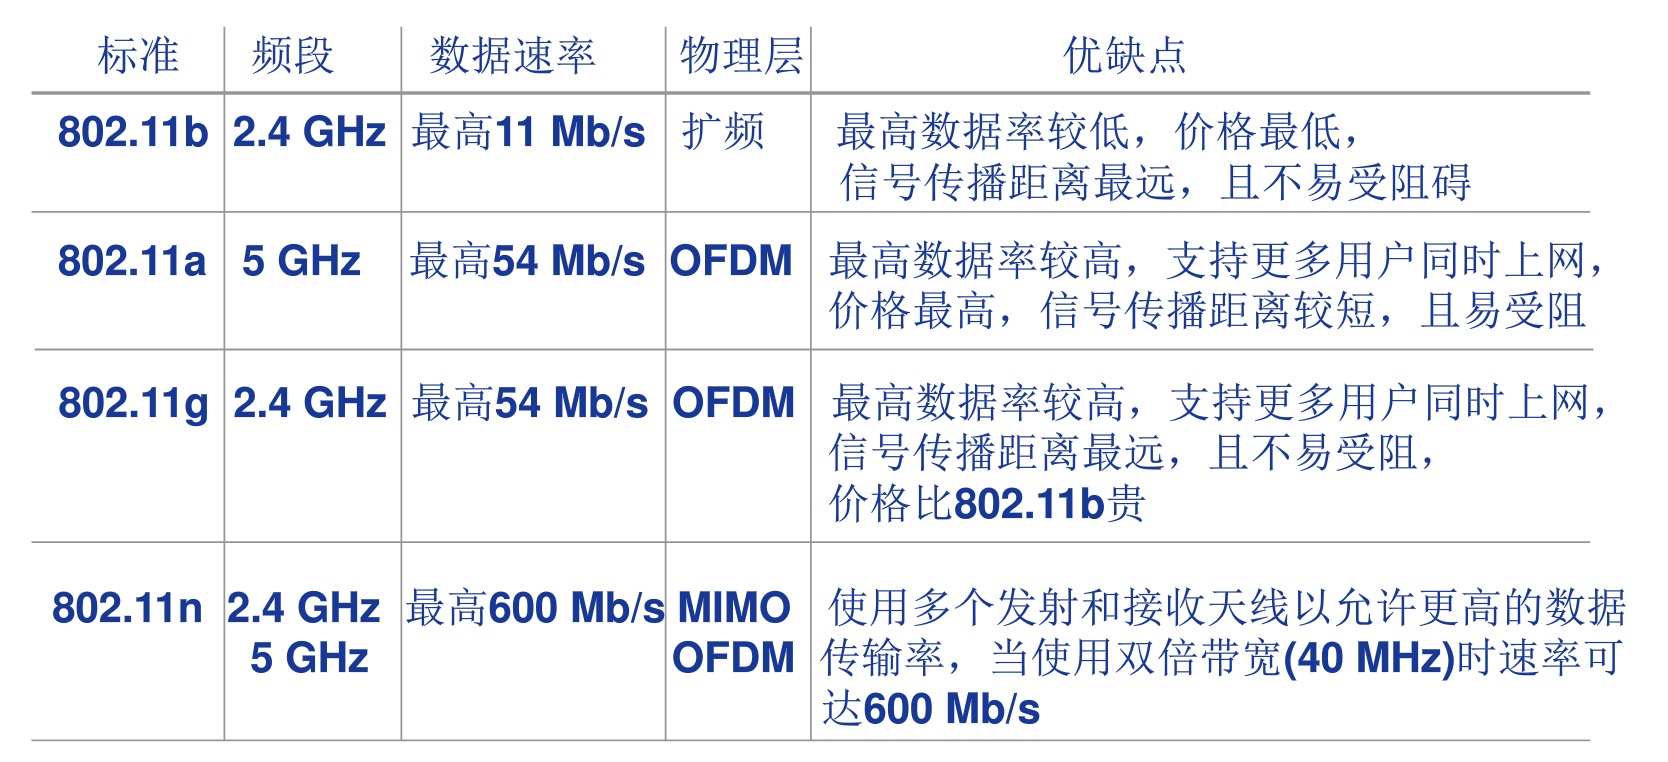 标准 频段 数据速率 物理层 优缺点
802.11b 2.4 GHz 最高11 Mb/s 扩频 最高数据率较低，价格最低，
信号传播距离最远，且不易受阻碍
802.11a 5 GHz 最高54 Mb/s OFDM 最高数据率较高，支持更多用户同时上网，
价格最高，信号传播距离较短，且易受阻
802.11g 2.4 GHz 最高54 Mb/s OFDM 最高数据率较高，支持更多用户同时上网，
信号传播距离最远，且不易受阻，
价格比802.11b贵
802.11n 2.4 GHz 最高600 Mb/s MIMO 使用多个发射和接收天线以允许更高的数据
5 GHz OFDM 传输率，当使用双倍带宽(40 MHz)时速率可
达600 Mb/s